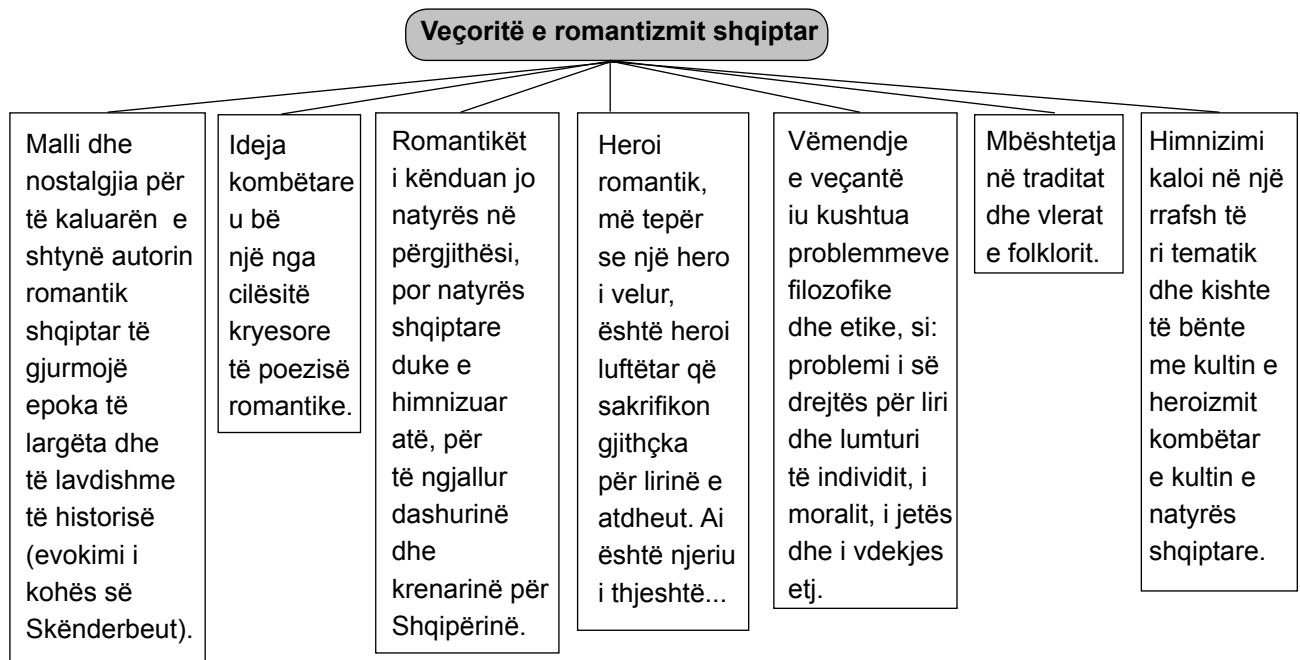 Veçoritë e romantizmit shqiptar
Malli dhe
nostalgjia për
të kaluarën e
shtynë autorin
romantik
shqiptar të
gjurmojë
epoka të
largëta dhe
të lavdishme
të historisë
(evokimi i
kohës së
Skënderbeut).
Ideja
kombëtare
u bë
një nga
cilësitë
kryesore
të poezisë
romantike.
Romantikët
i kënduan jo
natyrës në
përgjithësi,
por natyrës
shqiptare
duke e
himnizuar
atë, për
të ngjallur
dashurinë
dhe
krenarinë për
Shqipërinë.
Heroi
romantik,
më tepër
se një hero
i velur,
është heroi
luftëtar që
sakrifikon
gjithçka
për lirinë e
atdheut. Ai
është njeriu
i thjeshtë...
Vëmendje
e veçantë
iu kushtua
problemmeve
filozofike
dhe etike, si:
problemi i së
drejtës për liri
dhe lumturi
të individit, i
moralit, i jetës
dhe i vdekjes
etj.
Mbështetja
në traditat
dhe vlerat
e folklorit.
Himnizimi
kaloi në një
rrafsh të
ri tematik
dhe kishte
të bënte
me kultin e
heroizmit
kombëtar
e kultin e
natyrës
shqiptare.